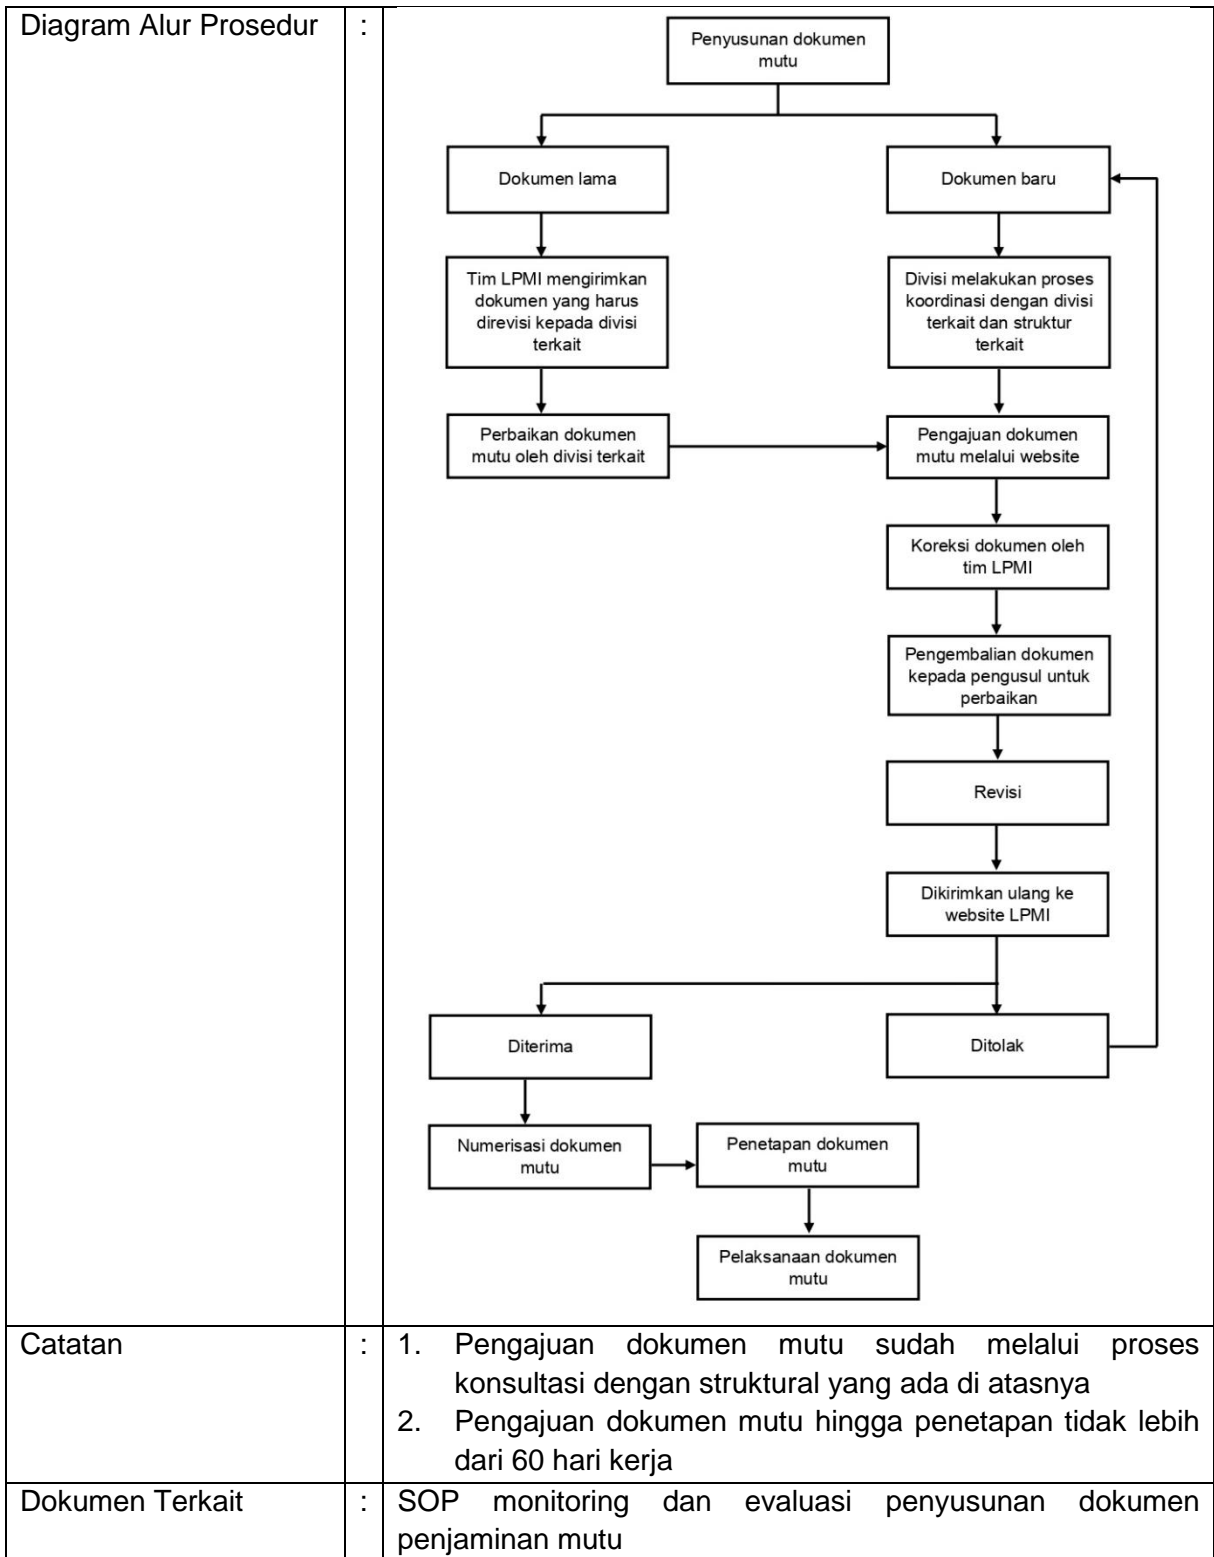 Diagram Alur Prosedur :
Penyusunan dokumen
mutu
Dokumen lama
Dokumen baru
Tim LPMI mengirimkan
dokumen yang harus
direvisi kepada divisi
terkait
Divisi melakukan proses
koordinasi dengan divisi
terkait dan struktur
terkait
Perbaikan dokumen
mutu oleh divisi terkait
Pengajuan dokumen
mutu melalui website
Koreksi dokumen oleh
tim LPMI
Pengembalian dokumen
kepada pengusul untuk
perbaikan
Revisi
Dikirimkan ulang ke
website LPMI
Diterima
Ditolak
Numerisasi dokumen
mutu
Penetapan dokumen
mutu
Pelaksanaan dokumen
mutu
Catatan :
1. Pengajuan dokumen mutu sudah melalui proses
konsultasi dengan struktural yang ada di atasnya
2. Pengajuan dokumen mutu hingga penetapan tidak lebih
dari 60 hari kerja
Dokumen Terkait :
SOP monitoring dan evaluasi penyusunan dokumen
penjaminan mutu